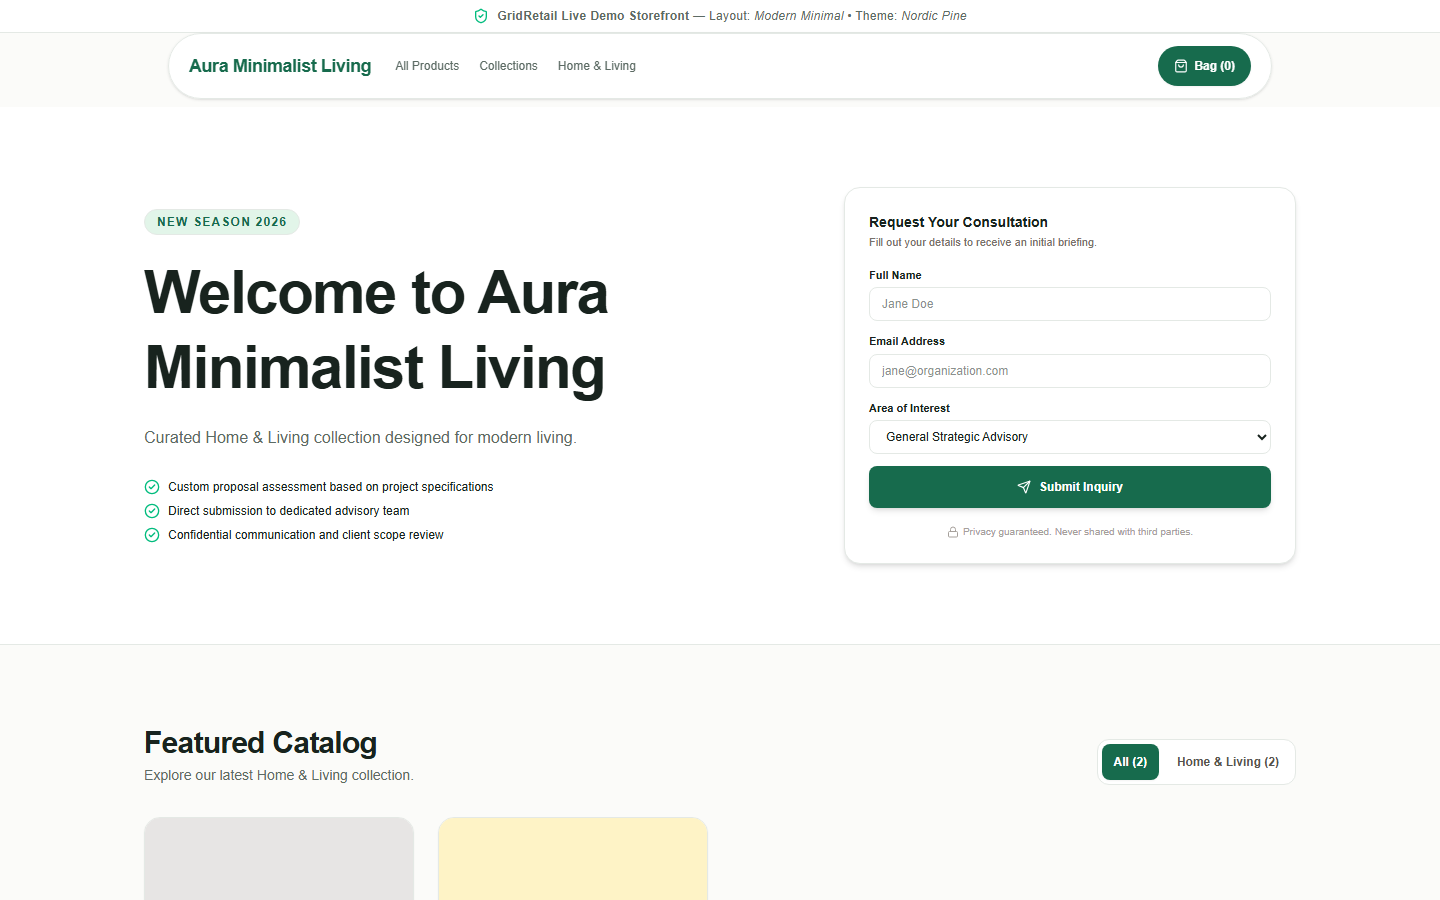 GridRetail Live Demo Storefront — Layout: Modern Minimal • Theme: Nordic Pine
Aura Minimalist Living
All Products
Collections
Home & Living
Bag (0)
NEW SEASON 2026
Welcome to Aura
Minimalist Living
Curated Home & Living collection designed for modern living.
Custom proposal assessment based on project specifications
Direct submission to dedicated advisory team
Confidential communication and client scope review
Request Your Consultation
Fill out your details to receive an initial briefing.
Full Name
Jane Doe
Email Address
jane@organization.com
Area of Interest
General Strategic Advisory
Submit Inquiry
Privacy guaranteed. Never shared with third parties.
Featured Catalog
Explore our latest Home & Living collection.
All (2)
Home & Living (2)